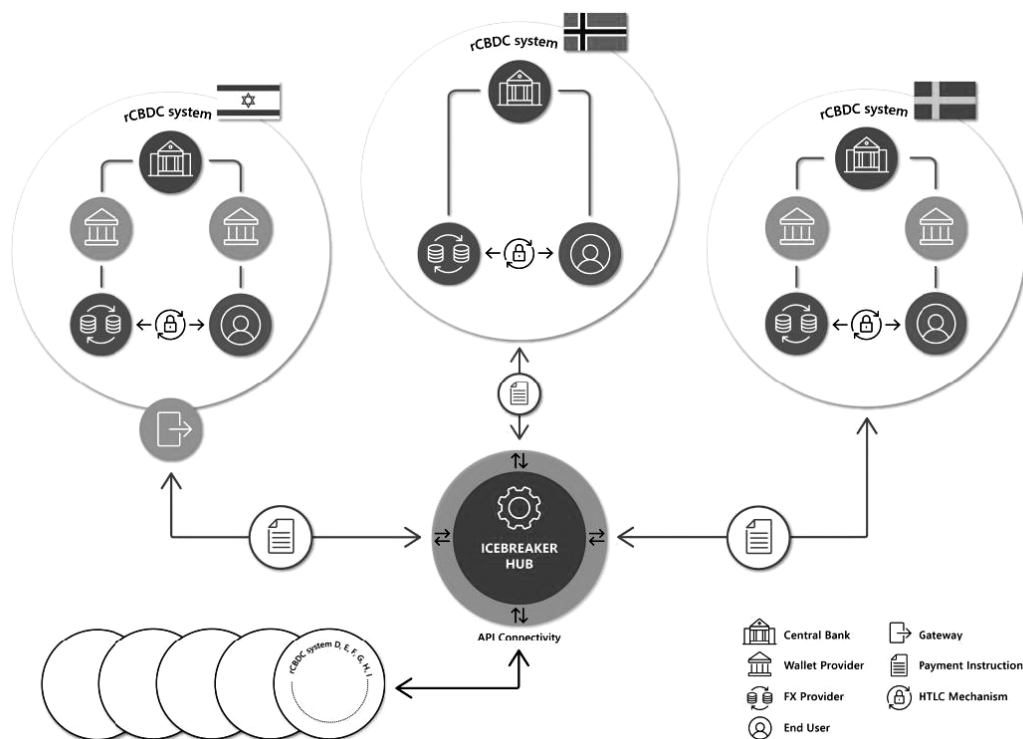 rCBDC system
rCBDC system
rCBDC system
ICEBREAKER
HUB
API Connectivity
rCBDC system D, E, F, G, H, I
Central Bank
Gateway
Wallet Provider
Payment Instruction
FX Provider
HTLC Mechanism
End User